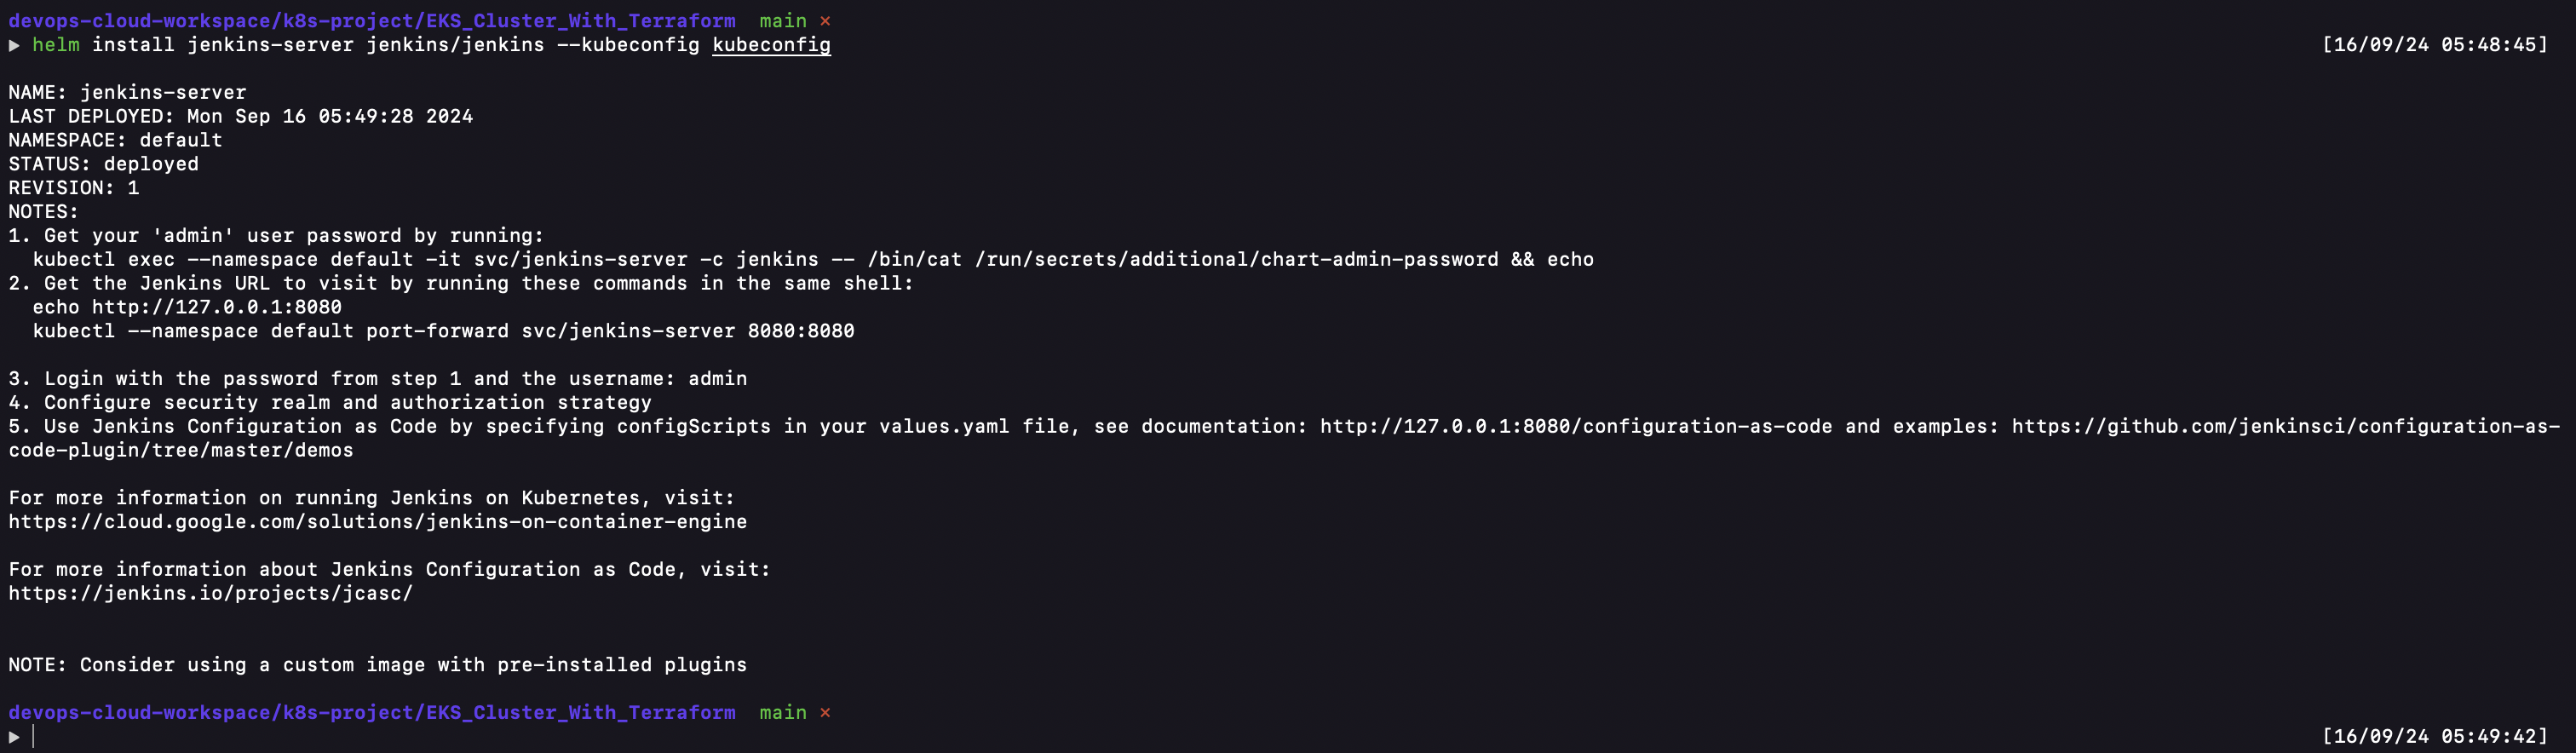 devops-cloud-workspace/k8s-project/EKS_Cluster_With_Terraform main ×
▶ helm install jenkins-server jenkins/jenkins --kubeconfig kubeconfig [16/09/24 05:48:45]
NAME: jenkins-server
LAST DEPLOYED: Mon Sep 16 05:49:28 2024
NAMESPACE: default
STATUS: deployed
REVISION: 1
NOTES:
1. Get your 'admin' user password by running:
kubectl exec --namespace default -it svc/jenkins-server -c jenkins -- /bin/cat /run/secrets/additional/chart-admin-password && echo
2. Get the Jenkins URL to visit by running these commands in the same shell:
echo http://127.0.0.1:8080
kubectl --namespace default port-forward svc/jenkins-server 8080:8080
3. Login with the password from step 1 and the username: admin
4. Configure security realm and authorization strategy
5. Use Jenkins Configuration as Code by specifying configScripts in your values.yaml file, see documentation: http://127.0.0.1:8080/configuration-as-code and examples: https://github.com/jenkinsci/configuration-as-
code-plugin/tree/master/demos
For more information on running Jenkins on Kubernetes, visit:
https://cloud.google.com/solutions/jenkins-on-container-engine
For more information about Jenkins Configuration as Code, visit:
https://jenkins.io/projects/jcasc/
NOTE: Consider using a custom image with pre-installed plugins
devops-cloud-workspace/k8s-project/EKS_Cluster_With_Terraform main ×
▶ [16/09/24 05:49:42]